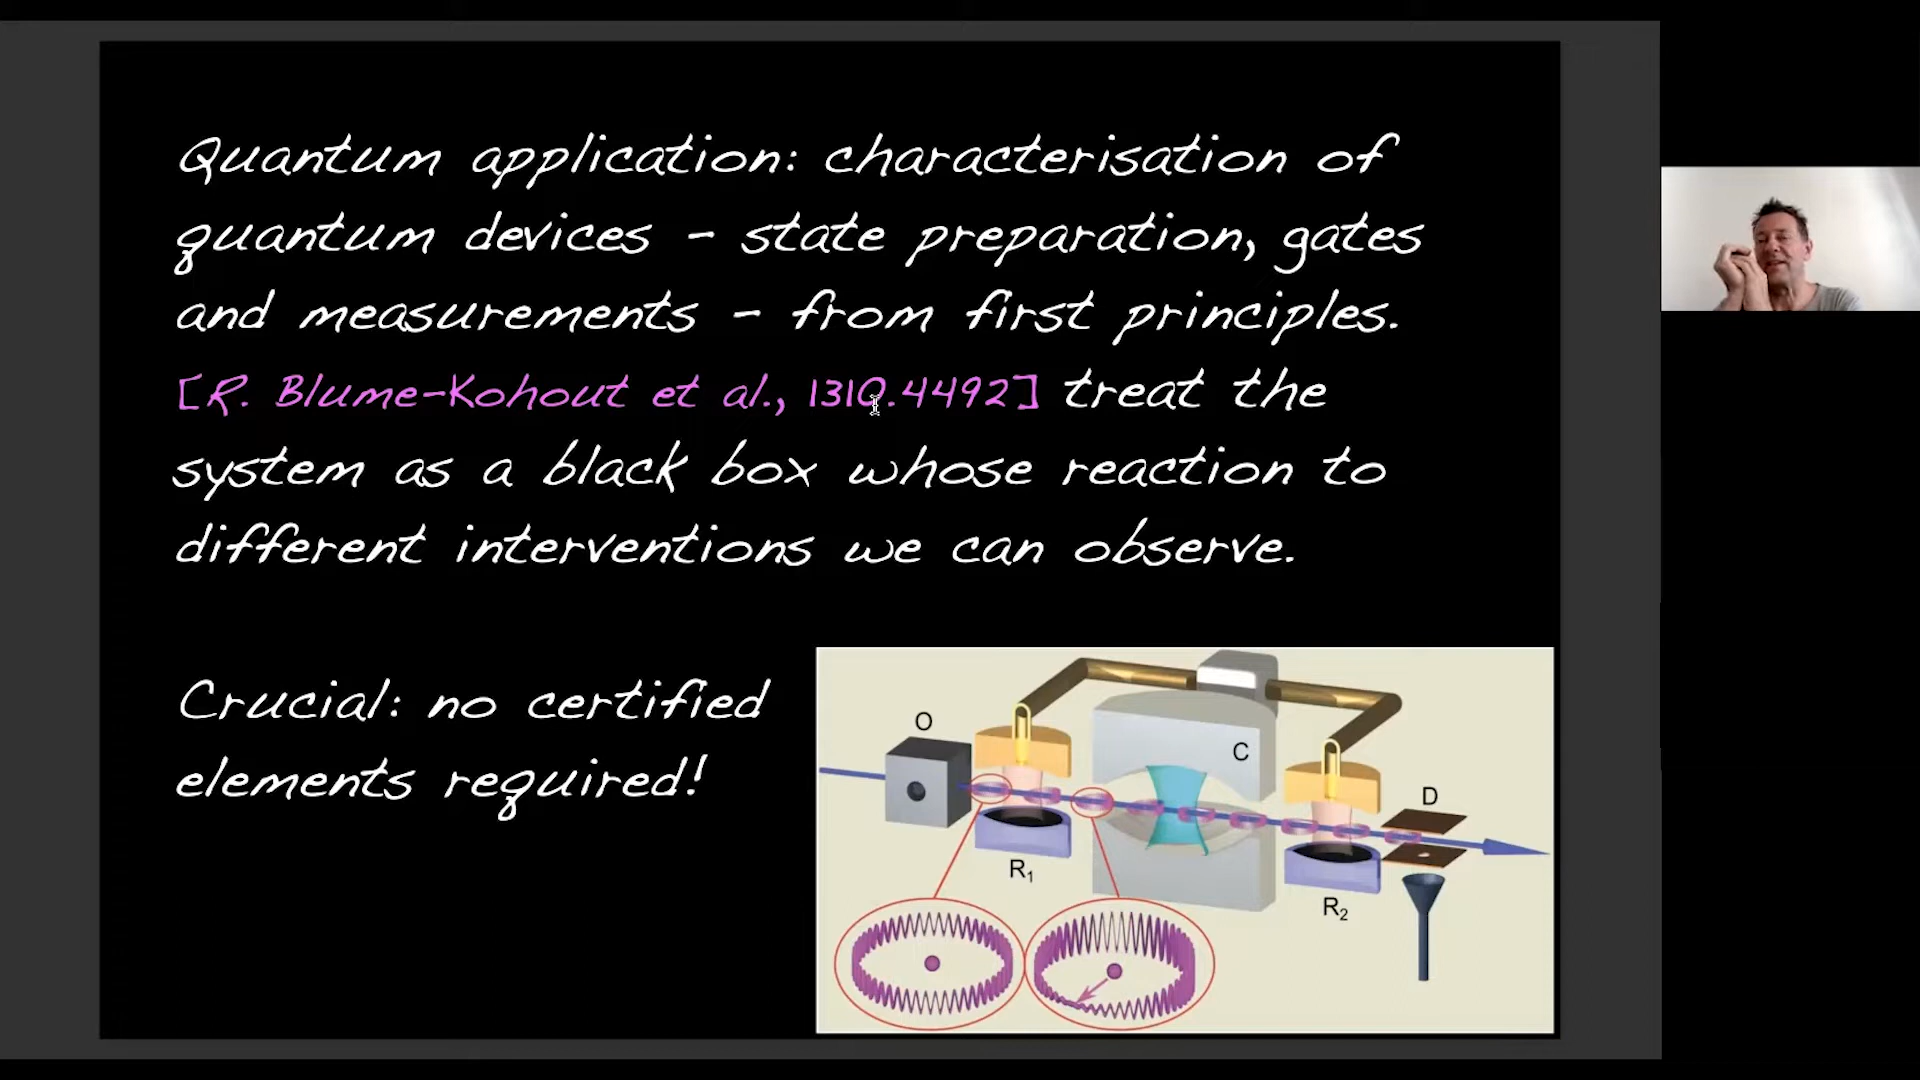 Quantum application: characterisation of
quantum devices - state preparation, gates
and measurements - from first principles.
[R. Blume-Kohout et al., 1310.4492] treat the
system as a black box whose reaction to
different interventions we can observe.
Crucial: no certified
elements required!
O
C
D
R₁
R₂